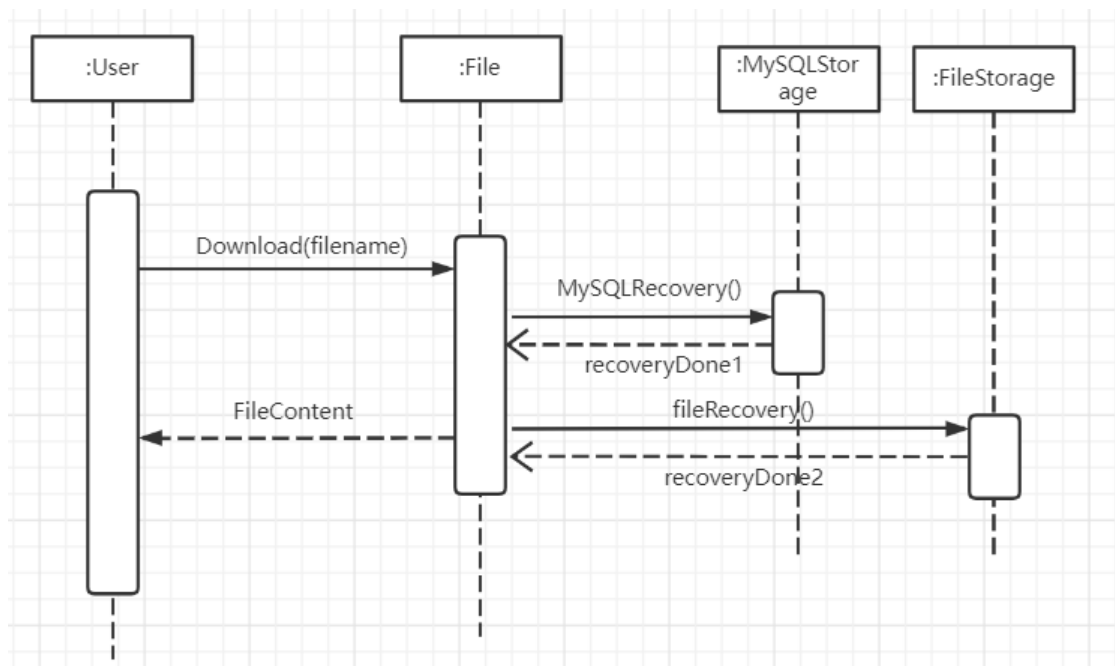 :User
:File
:MySQLStor
age
:FileStorage
Download(filename)
MySQLRecovery()
recoveryDone1
FileContent
fileRecovery()
recoveryDone2